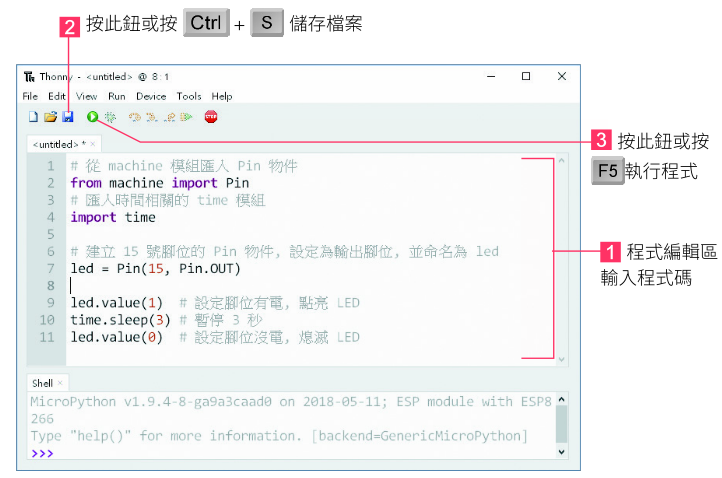 2 按此鈕或按 Ctrl + S 儲存檔案
Thonny - <untitled> @ 8:1
File Edit View Run Device Tools Help
STOP
3 按此鈕或按
F5 執行程式
<untitled> * ×
1 # 從 machine 模組匯入 Pin 物件
2 from machine import Pin
3 # 匯入時間相關的 time 模組
4 import time
5
6 # 建立 15 號腳位的 Pin 物件, 設定為輸出腳位, 並命名為 led
7 led = Pin(15, Pin.OUT)
8
9 led.value(1)  # 設定腳位有電, 點亮 LED
10 time.sleep(3) # 暫停 3 秒
11 led.value(0)  # 設定腳位沒電, 熄滅 LED
1 程式編輯區
輸入程式碼
Shell ×
MicroPython v1.9.4-8-ga9a3caad0 on 2018-05-11; ESP module with ESP8
266
Type "help()" for more information. [backend=GenericMicroPython]
>>>